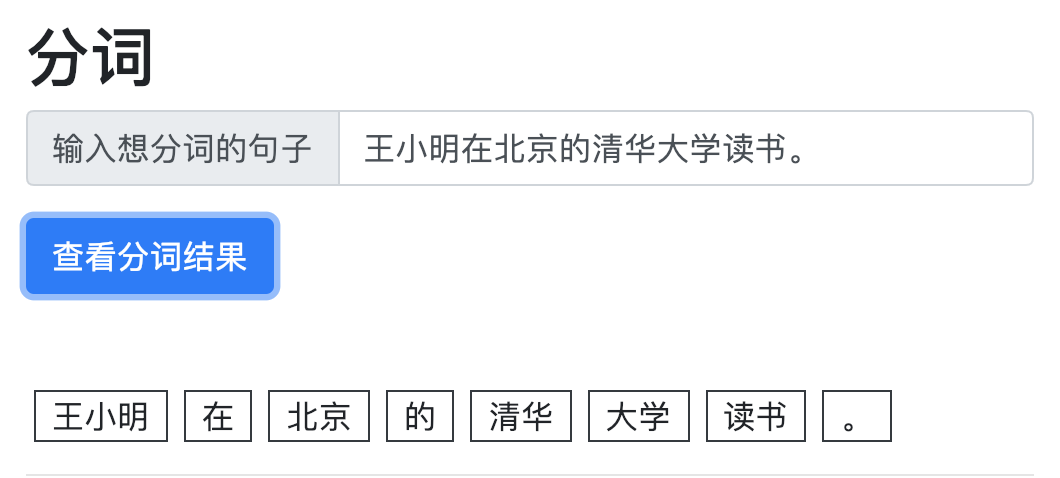 分词
输入想分词的句子 王小明在北京的清华大学读书。
查看分词结果
王小明 在 北京 的 清华 大学 读书 。